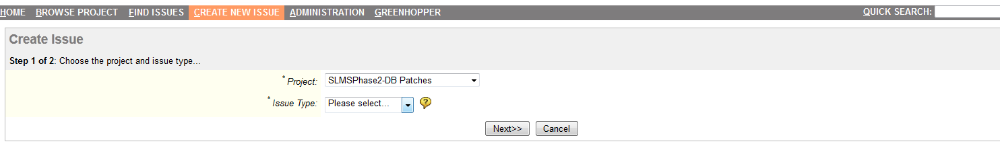 HOME BROWSE PROJECT FIND ISSUES CREATE NEW ISSUE ADMINISTRATION GREENHOPPER QUICK SEARCH:
Create Issue
Step 1 of 2: Choose the project and issue type...
* Project: SLMSPhase2-DB Patches
* Issue Type: Please select... ?
Next>> Cancel